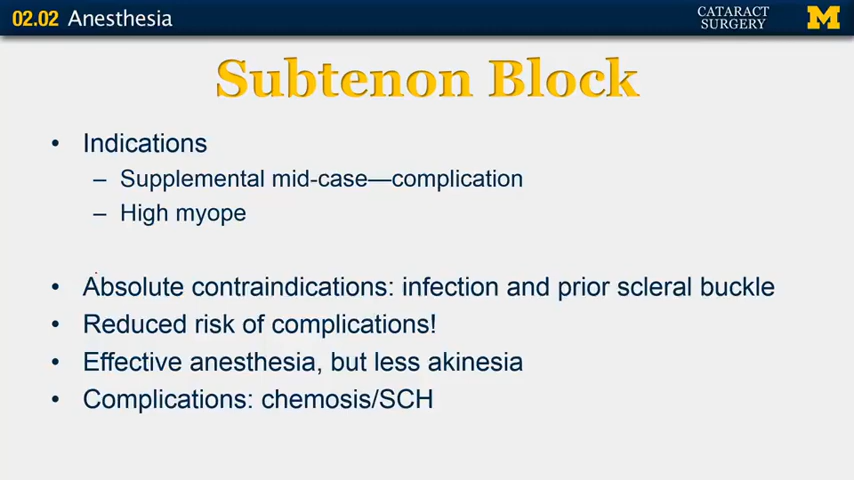 02.02 Anesthesia
CATARACT
SURGERY
M
Subtenon Block
• Indications
– Supplemental mid-case—complication
– High myope
• Absolute contraindications: infection and prior scleral buckle
• Reduced risk of complications!
• Effective anesthesia, but less akinesia
• Complications: chemosis/SCH